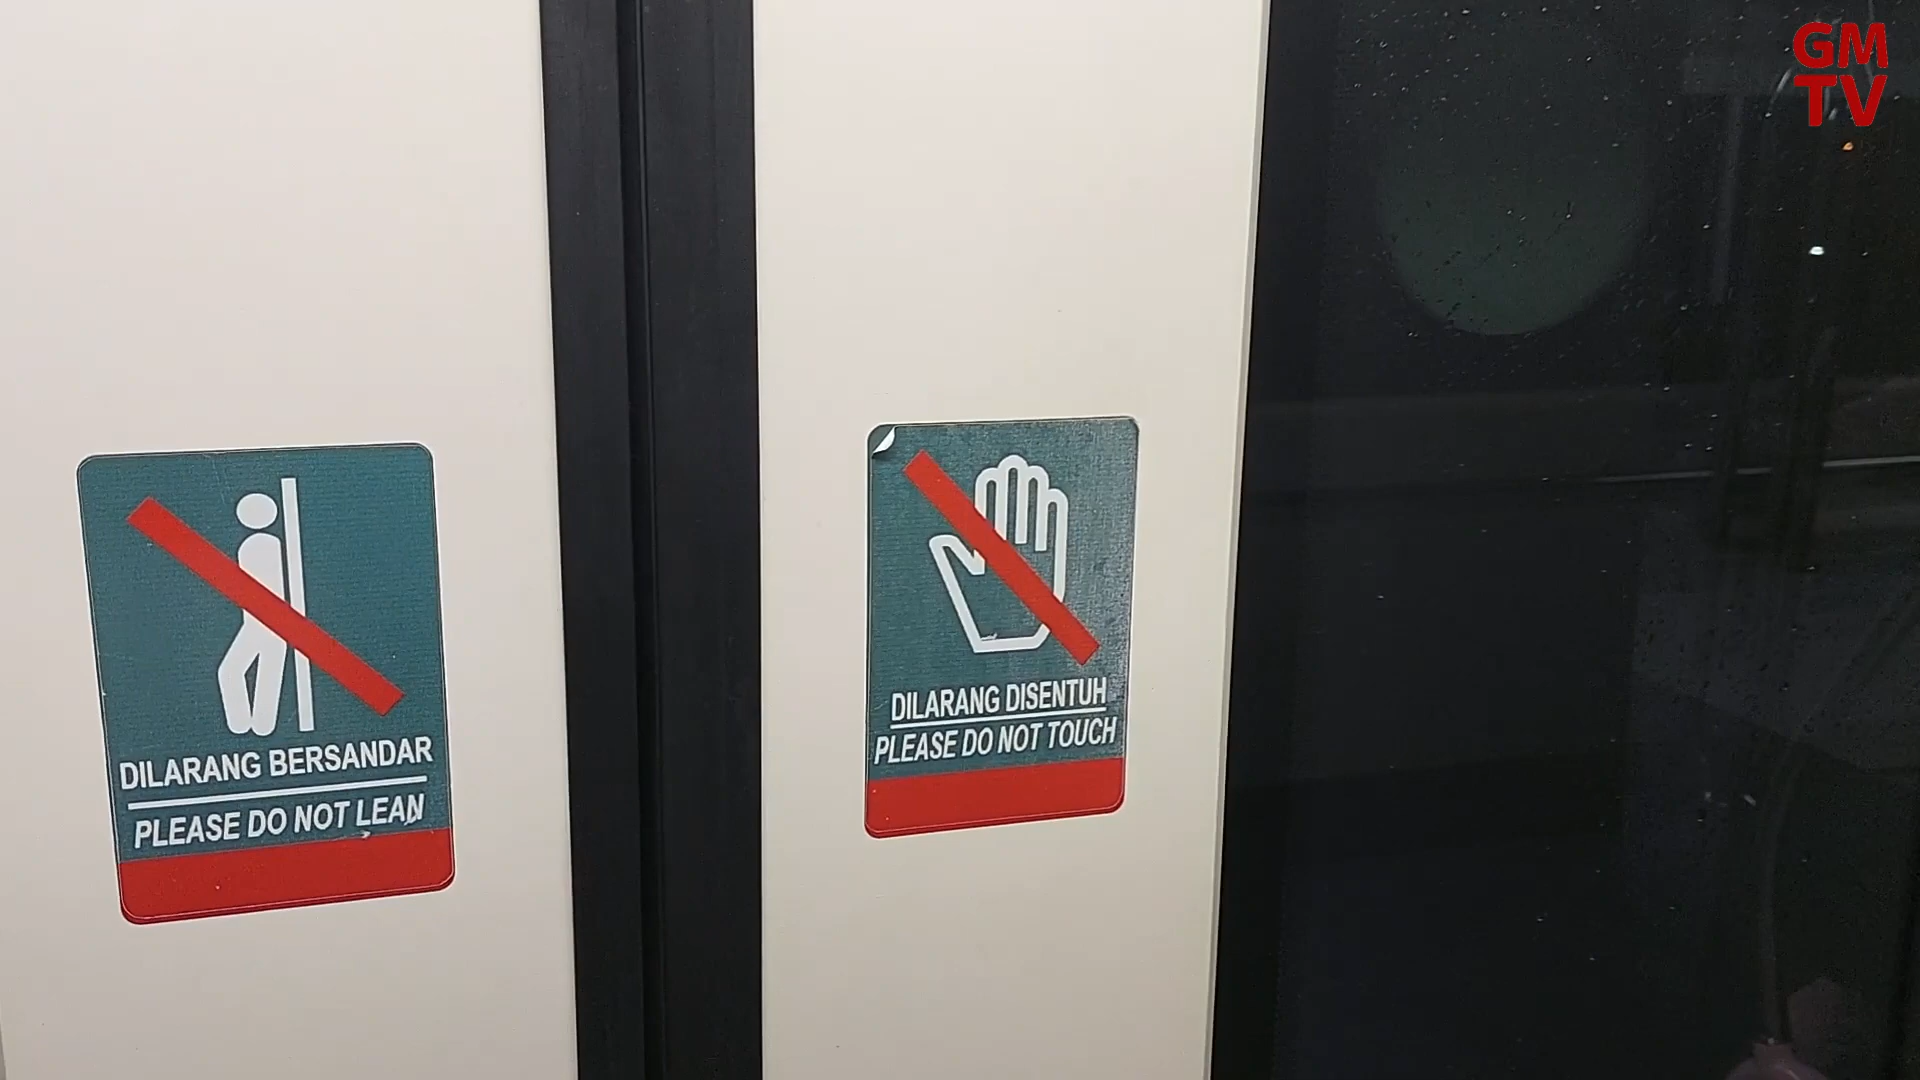 GM
TV
DILARANG BERSANDAR
PLEASE DO NOT LEAN
DILARANG DISENTUH
PLEASE DO NOT TOUCH